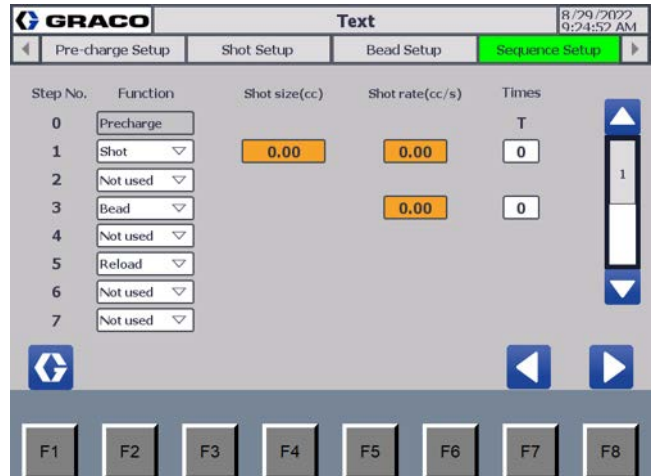 GRACO
Text
8/29/2022
9:24:52 AM
Pre-charge Setup
Shot Setup
Bead Setup
Sequence Setup
Step No. Function Shot size(cc) Shot rate(cc/s) Times
0 Precharge T
1 Shot 0.00 0.00 0
2 Not used
3 Bead 0.00 0
4 Not used
5 Reload
6 Not used
7 Not used
1
F1 F2 F3 F4 F5 F6 F7 F8